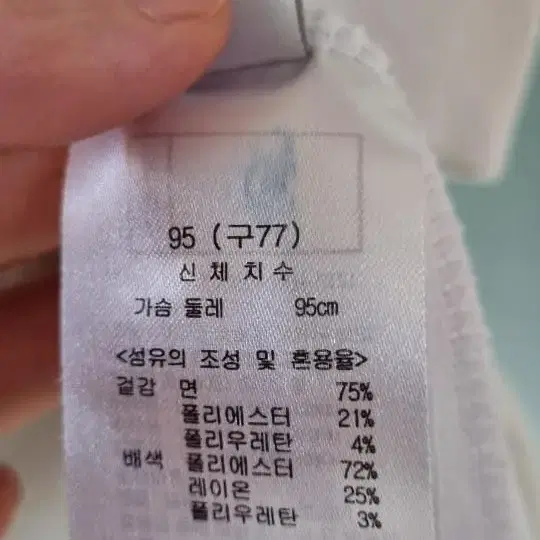 95 (구77)
신체치수
가슴 둘레 95cm
<섬유의 조성 및 혼용율>
겉감 면 75%
폴리에스터 21%
폴리우레탄 4%
배색 폴리에스터 72%
레이온 25%
폴리우레탄 3%